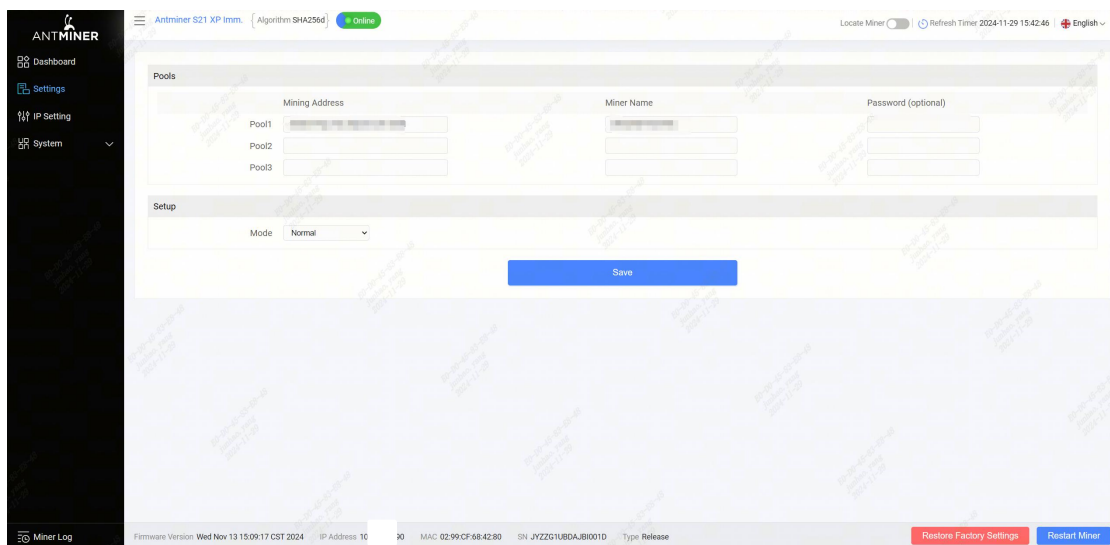 ANTMINER
Antminer S21 XP Imm. { Algorithm SHA256d } Online
Locate Miner Refresh Timer 2024-11-29 15:42:46 English
Dashboard
Settings
IP Setting
System
Pools
Mining Address Miner Name Password (optional)
Pool1
Pool2
Pool3
Setup
Mode Normal
Save
Miner Log
Firmware Version Wed Nov 13 15:09:17 CST 2024 IP Address 10 90 MAC 02:99:CF:68:42:80 SN JYZZG1UBDAJBI001D Type Release
Restore Factory Settings Restart Miner